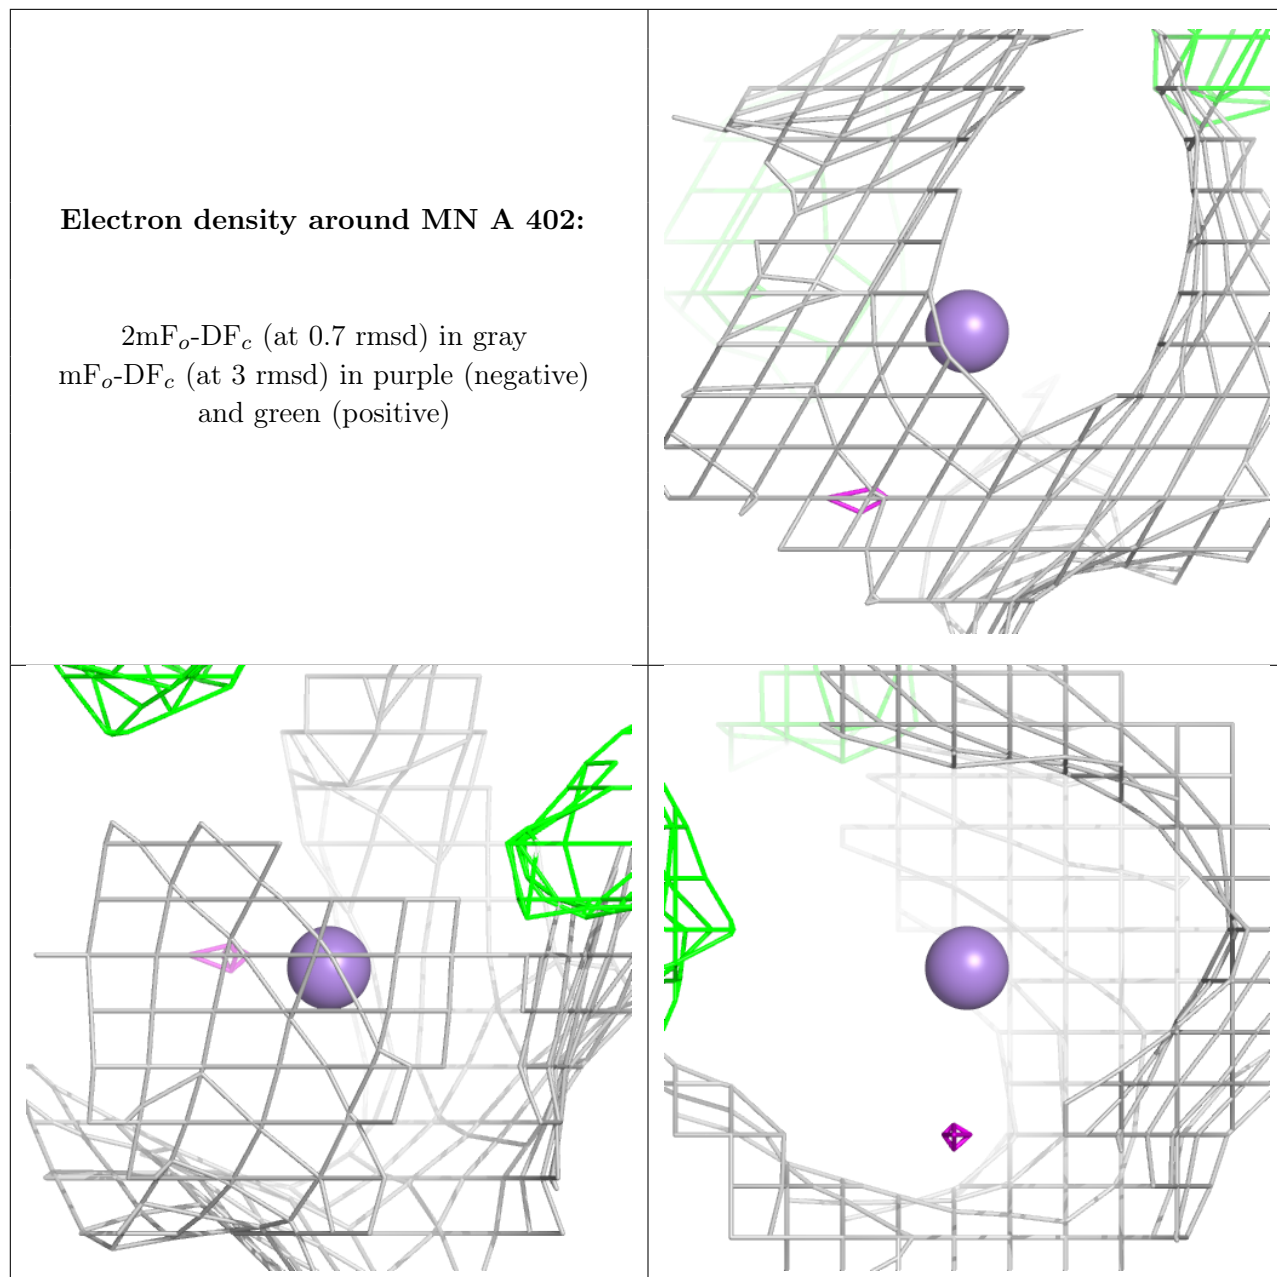 Electron density around MN A 402:
2mFₒ-DF𝒸 (at 0.7 rmsd) in gray
mFₒ-DF𝒸 (at 3 rmsd) in purple (negative)
and green (positive)